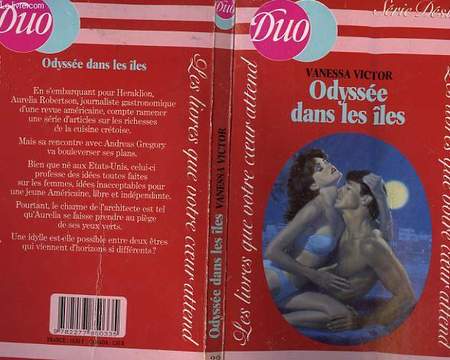 Le-livre.com
Duo
Odyssée dans les îles
En s'embarquant pour Heraklion,
Aurelia Robertson, journaliste gastronomique
d'une revue américaine, compte ramener
une série d'articles sur les richesses
de la cuisine crétoise.
Mais sa rencontre avec Andreas Gregory
va bouleverser ses plans.
Bien que né aux Etats-Unis, celui-ci
professe des idées toutes faites
sur les femmes, idées inacceptables pour
une jeune Américaine, libre et indépendante.
Pourtant, le charme de l'architecte est tel
qu'Aurelia se laisse prendre au piège
de ses yeux verts.
Une idylle est-elle possible entre deux êtres
qui viennent d'horizons si différents?
9782277850335
Les livres que votre cœur attend
Duo
VANESSA VICTOR
Odyssée dans les îles
Duo
Série Dési
VANESSA VICTOR
Odyssée
dans les îles
Les livres que votre cœur attend